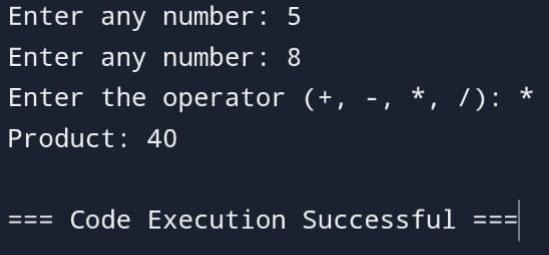 Enter any number: 5
Enter any number: 8
Enter the operator (+, -, *, /): *
Product: 40
=== Code Execution Successful ===